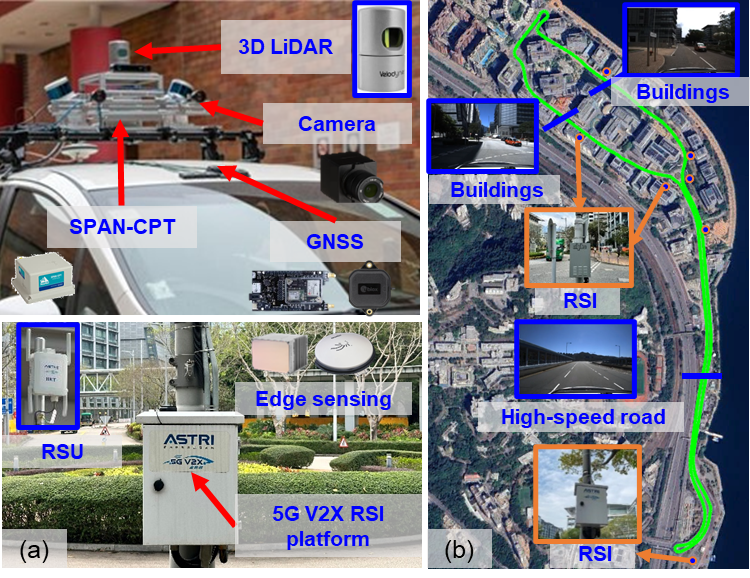 3D LiDAR
Velodyne
Camera
SPAN-CPT
GNSS
RSU
ASTRI
5G V2X
Edge sensing
5G V2X RSI
platform
(a)
Buildings
Buildings
RSI
High-speed road
ASTRI
RSI
(b)